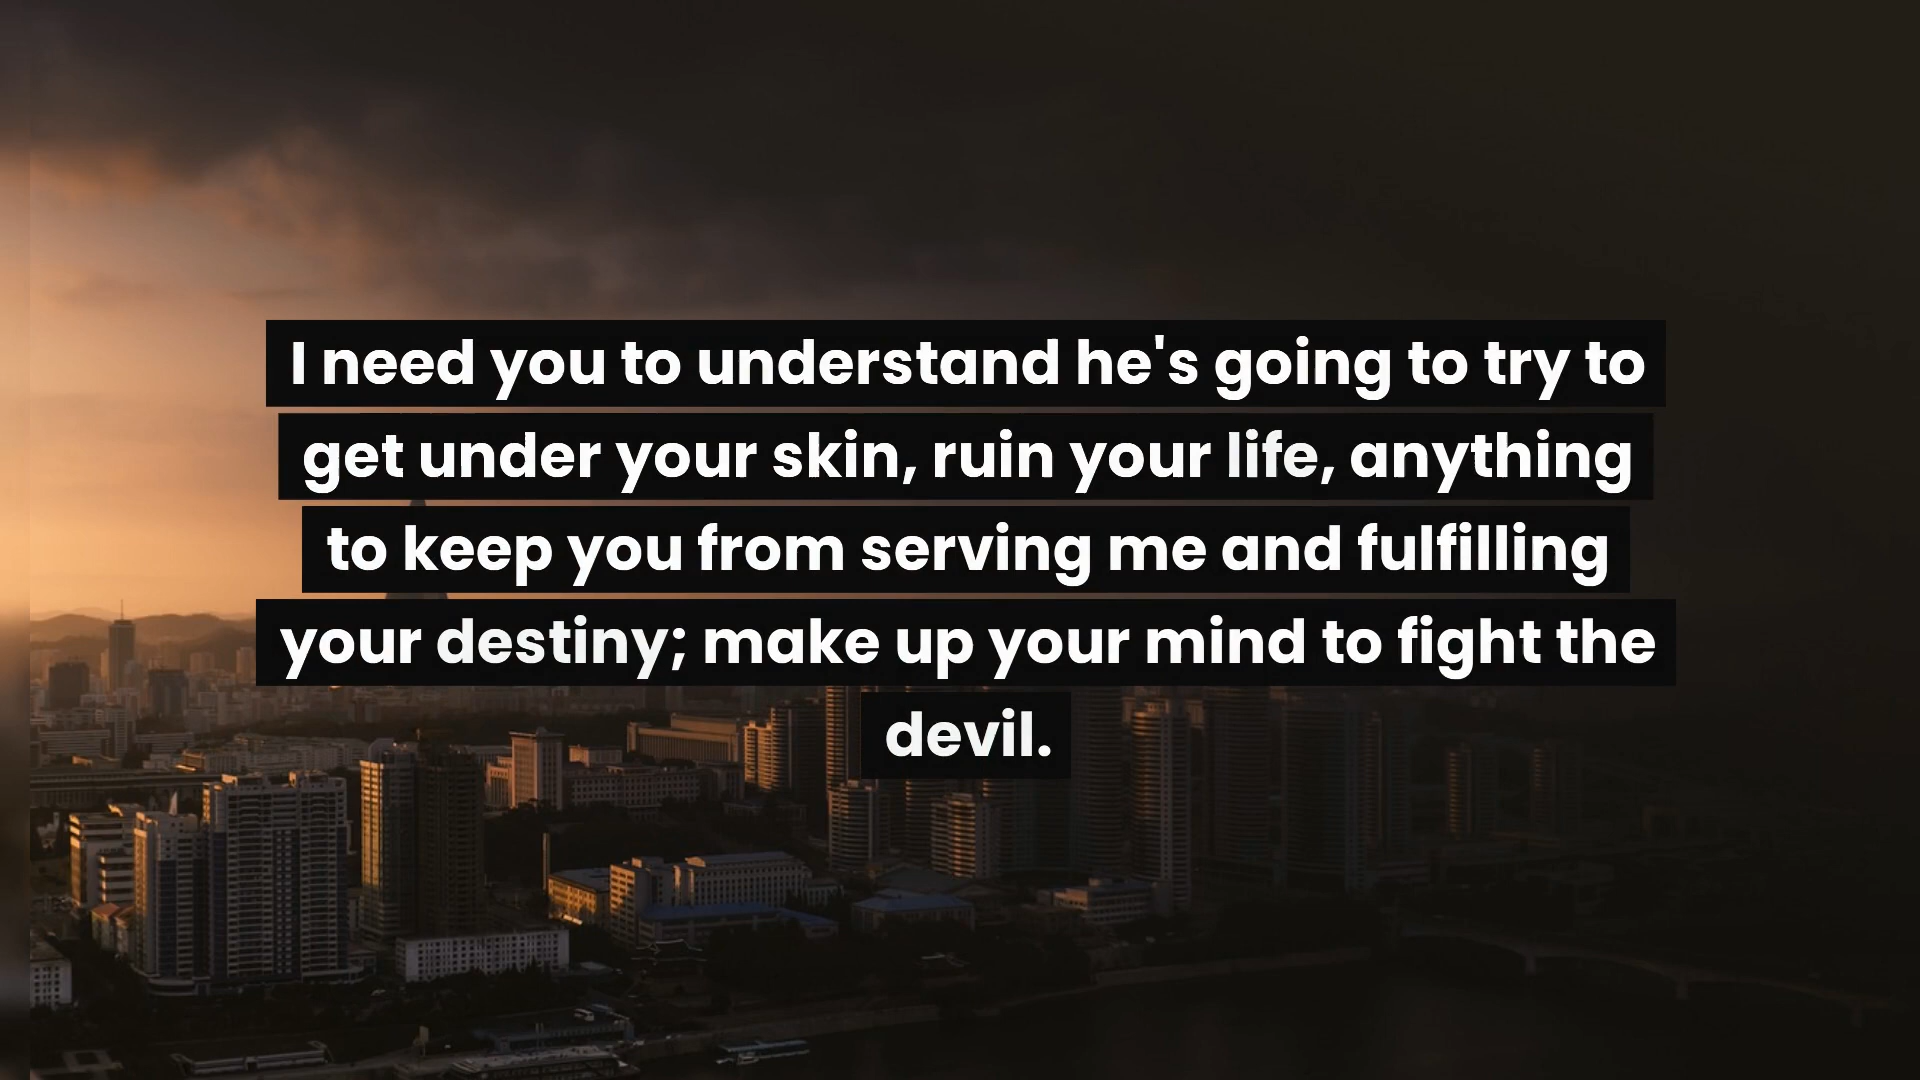 I need you to understand he's going to try to
get under your skin, ruin your life, anything
to keep you from serving me and fulfilling
your destiny; make up your mind to fight the
devil.